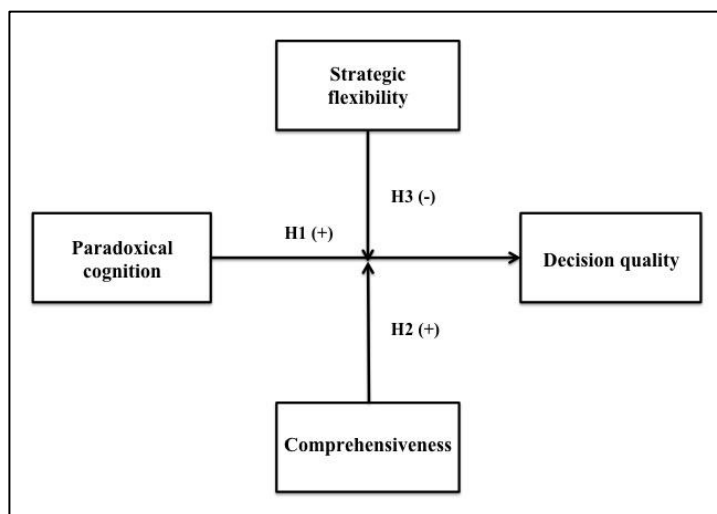 Strategic
flexibility
H3 (-)
H1 (+)
Paradoxical
cognition
Decision quality
H2 (+)
Comprehensiveness